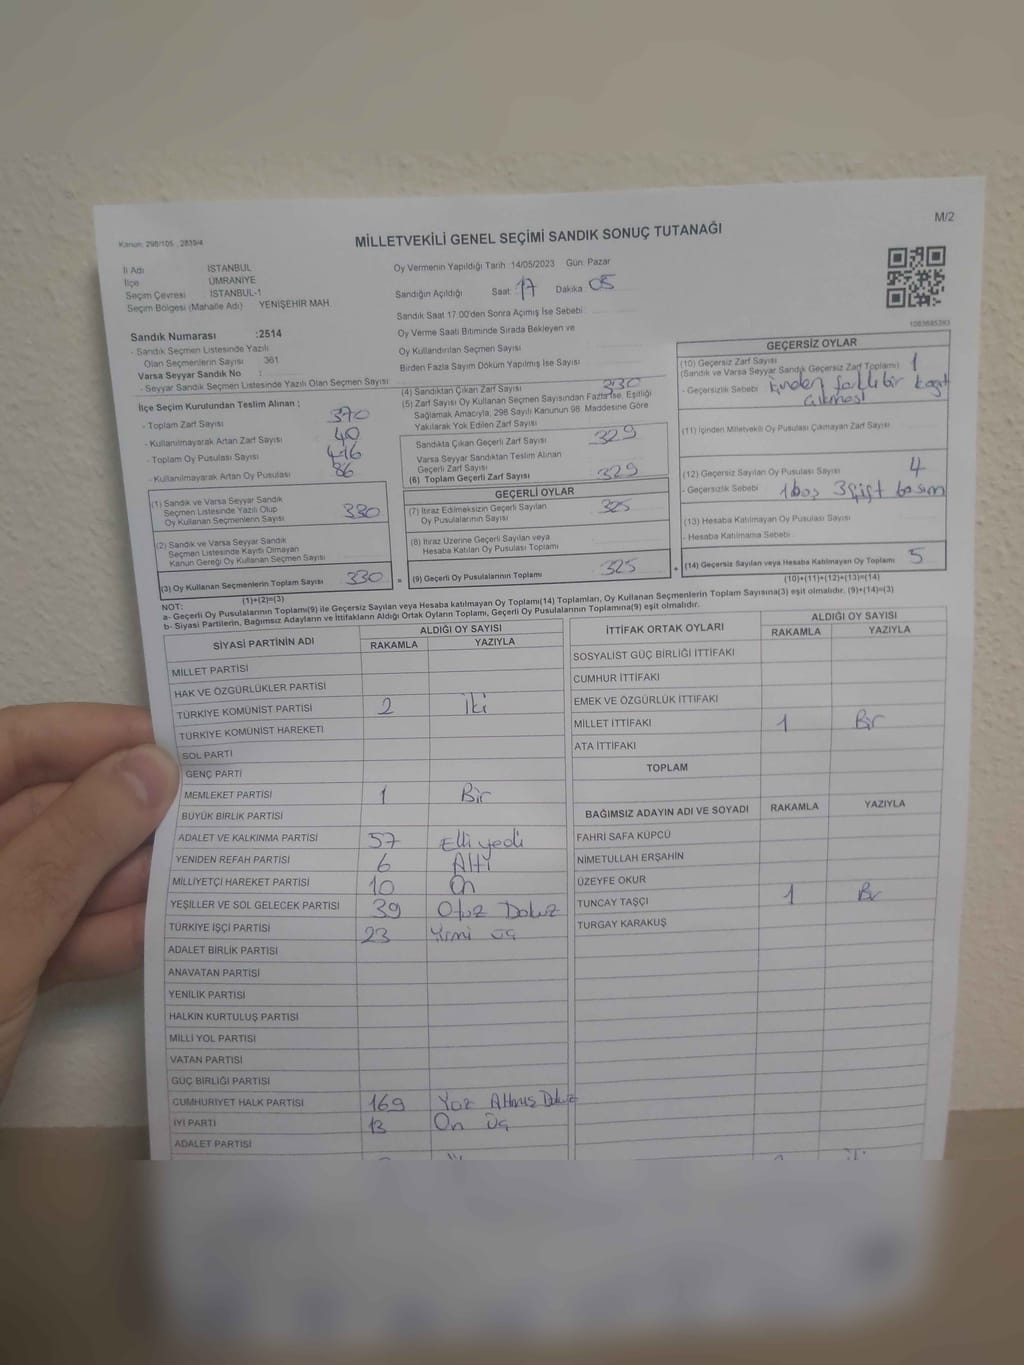 M/2
Kanun, 298/105 , 2839/4
MİLLETVEKİLİ GENEL SEÇİMİ SANDIK SONUÇ TUTANAĞI
İl Adı İSTANBUL
İlçe ÜMRANİYE
Seçim Çevresi : İSTANBUL-1
Seçim Bölgesi (Mahalle Adı) YENİŞEHİR MAH.
Oy Vermenin Yapıldığı Tarih: 14/05/2023 Gün: Pazar
Sandığın Açıldığı Saat: 17 Dakika 05
Sandık Saat 17:00'den Sonra Açımış İse Sebebi
Oy Verme Saati Bitiminde Sırada Bekleyen ve
Oy Kullandırılan Seçmen Sayısı
Birden Fazla Sayım Döküm Yapılmış İse Sayısı
1083685393
Sandık Numarası :2514
- Sandık Seçmen Listesinde Yazılı
Olan Seçmenlerin Sayısı : 361
Varsa Seyyar Sandık No :
- Seyyar Sandık Seçmen Listesinde Yazılı Olan Seçmen Sayısı
İlçe Seçim Kurulundan Teslim Alınan ;
- Toplam Zarf Sayısı 370
- Kullanılmayarak Artan Zarf Sayısı 40
- Toplam Oy Pusulası Sayısı 416
- Kullanılmayarak Artan Oy Pusulası 86
(1) Sandık ve Varsa Seyyar Sandık
Seçmen Listesinde Yazılı Olup
Oy Kullanan Seçmenlerin Sayısı 330
(2) Sandık ve Varsa Seyyar Sandık
Seçmen Listesinde Kayıtlı Olmayan
Kanun Gereği Oy Kullanan Seçmen Sayısı
(3) Oy Kullanan Seçmenlerin Toplam Sayısı 330
(1)+(2)=(3)
(4) Sandıktan Çıkan Zarf Sayısı 330
(5) Zarf Sayısı Oy Kullanan Seçmen Sayısından Fazla İse, Eşitliği
Sağlamak Amacıyla, 298 Sayılı Kanunun 98. Maddesine Göre
Yakılarak Yok Edilen Zarf Sayısı
Sandıkta Çıkan Geçerli Zarf Sayısı 329
Varsa Seyyar Sandıktan Teslim Alınan
Geçerli Zarf Sayısı
(6) Toplam Geçerli Zarf Sayısı 329
GEÇERLİ OYLAR
(7) İtiraz Edilmeksizin Geçerli Sayılan
Oy Pusulalarının Sayısı 325
(8) İtiraz Üzerine Geçerli Sayılan veya
Hesaba Katılan Oy Pusulası Toplamı
= (9) Geçerli Oy Pusulalarının Toplamı 325
GEÇERSİZ OYLAR
(10) Geçersiz Zarf Sayısı
(Sandık ve Varsa Seyyar Sandık Geçersiz Zarf Toplamı) 1
- Geçersizlik Sebebi içinden farklı bir kağıt
çıkması
(11) İçinden Milletvekili Oy Pusulası Çıkmayan Zarf Sayısı
(12) Geçersiz Sayılan Oy Pusulası Sayısı 4
- Geçersizlik Sebebi 1 boş 3 çift basım
(13) Hesaba Katılmayan Oy Pusulası Sayısı
- Hesaba Katılmama Sebebi
+ (14) Geçersiz Sayılan veya Hesaba Katılmayan Oy Toplamı 5
(10)+(11)+(12)+(13)=(14)
NOT:
a- Geçerli Oy Pusulalarının Toplamı(9) ile Geçersiz Sayılan veya Hesaba katılmayan Oy Toplam(14) Toplamları, Oy Kullanan Seçmenlerin Toplam Sayısına(3) eşit olmalıdır. (9)+(14)=(3)
b- Siyasi Partilerin, Bağımsız Adayların ve İttifakların Aldığı Ortak Oyların Toplamı, Geçerli Oy Pusulalarının Toplamına(9) eşit olmalıdır.
SİYASİ PARTİNİN ADI ALDIĞI OY SAYISI
RAKAMLA YAZIYLA
MİLLET PARTİSİ
HAK VE ÖZGÜRLÜKLER PARTİSİ
TÜRKİYE KOMÜNİST PARTİSİ 2 İki
TÜRKİYE KOMÜNİST HAREKETİ
SOL PARTİ
GENÇ PARTİ
MEMLEKET PARTİSİ 1 Bir
BÜYÜK BİRLİK PARTİSİ
ADALET VE KALKINMA PARTİSİ 57 Elli yedi
YENİDEN REFAH PARTİSİ 6 Altı
MİLLİYETÇİ HAREKET PARTİSİ 10 On
YEŞİLLER VE SOL GELECEK PARTİSİ 39 Otuz Dokuz
TÜRKİYE İŞÇİ PARTİSİ 23 Yirmi üç
ADALET BİRLİK PARTİSİ
ANAVATAN PARTİSİ
YENİLİK PARTİSİ
HALKIN KURTULUŞ PARTİSİ
MİLLİ YOL PARTİSİ
VATAN PARTİSİ
GÜÇ BİRLİĞİ PARTİSİ
CUMHURİYET HALK PARTİSİ 169 Yüz Altmış Dokuz
İYİ PARTİ 13 On üç
ADALET PARTİSİ
İTTİFAK ORTAK OYLARI ALDIĞI OY SAYISI
RAKAMLA YAZIYLA
SOSYALİST GÜÇ BİRLİĞİ İTTİFAKI
CUMHUR İTTİFAKI
EMEK VE ÖZGÜRLÜK İTTİFAKI
MİLLET İTTİFAKI 1 Bir
ATA İTTİFAKI
TOPLAM
BAĞIMSIZ ADAYIN ADI VE SOYADI RAKAMLA YAZIYLA
FAHRİ SAFA KÜPCÜ
NİMETULLAH ERŞAHİN
ÜZEYFE OKUR
TUNCAY TAŞÇI 1 Bir
TURGAY KARAKUŞ